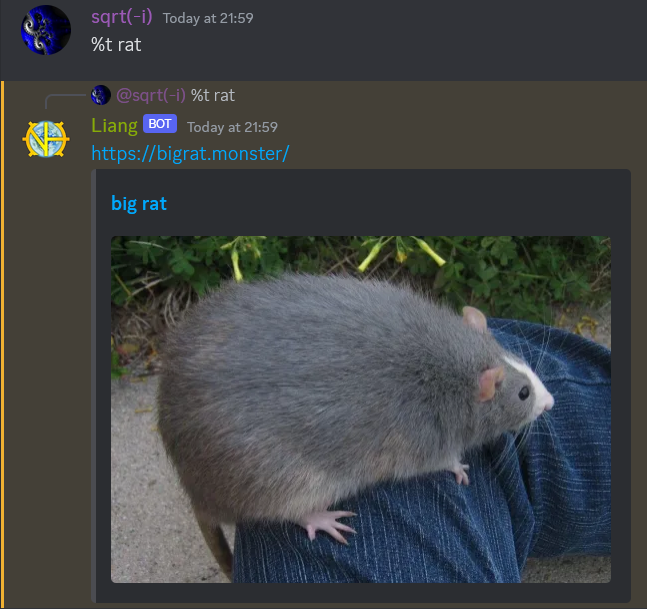 sqrt(-i) Today at 21:59
%t rat
@sqrt(-i) %t rat
Liang BOT Today at 21:59
https://bigrat.monster/
big rat